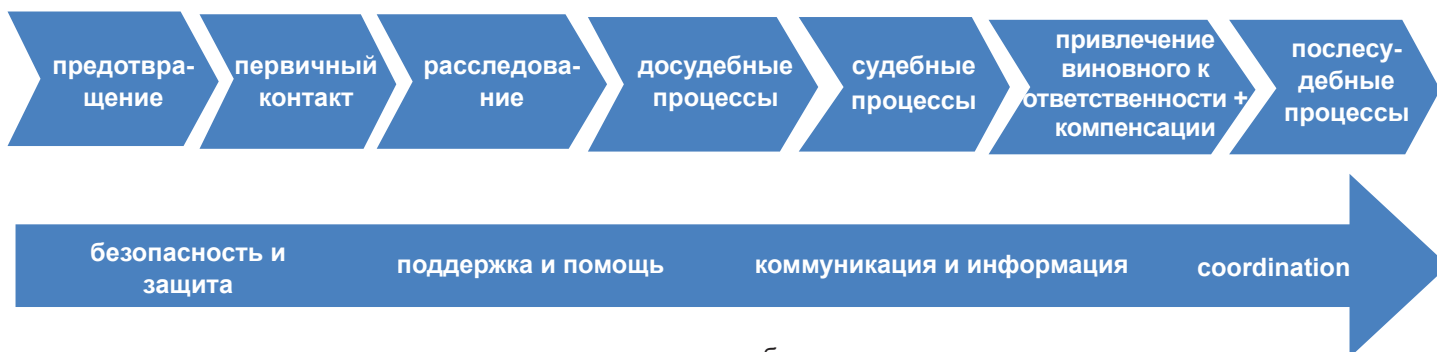 предотвра-
щение
первичный
контакт
расследова-
ние
досудебные
процессы
судебные
процессы
привлечение
виновного к
ответственности +
компенсации
послесу-
дебные
процессы
безопасность и
защита
поддержка и помощь
коммуникация и информация
coordination